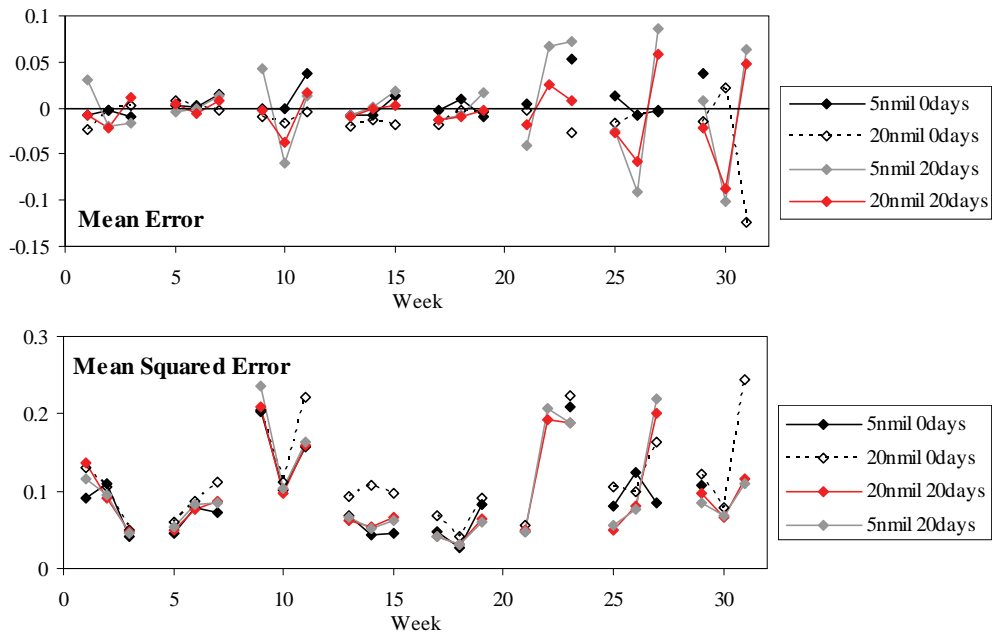 0.1
0.05
0
-0.05
-0.1
-0.15
Mean Error
0 5 10 15 20 25 30
Week
5nmil 0days
20nmil 0days
5nmil 20days
20nmil 20days
0.3
0.2
0.1
0
Mean Squared Error
0 5 10 15 20 25 30
Week
5nmil 0days
20nmil 0days
20nmil 20days
5nmil 20days